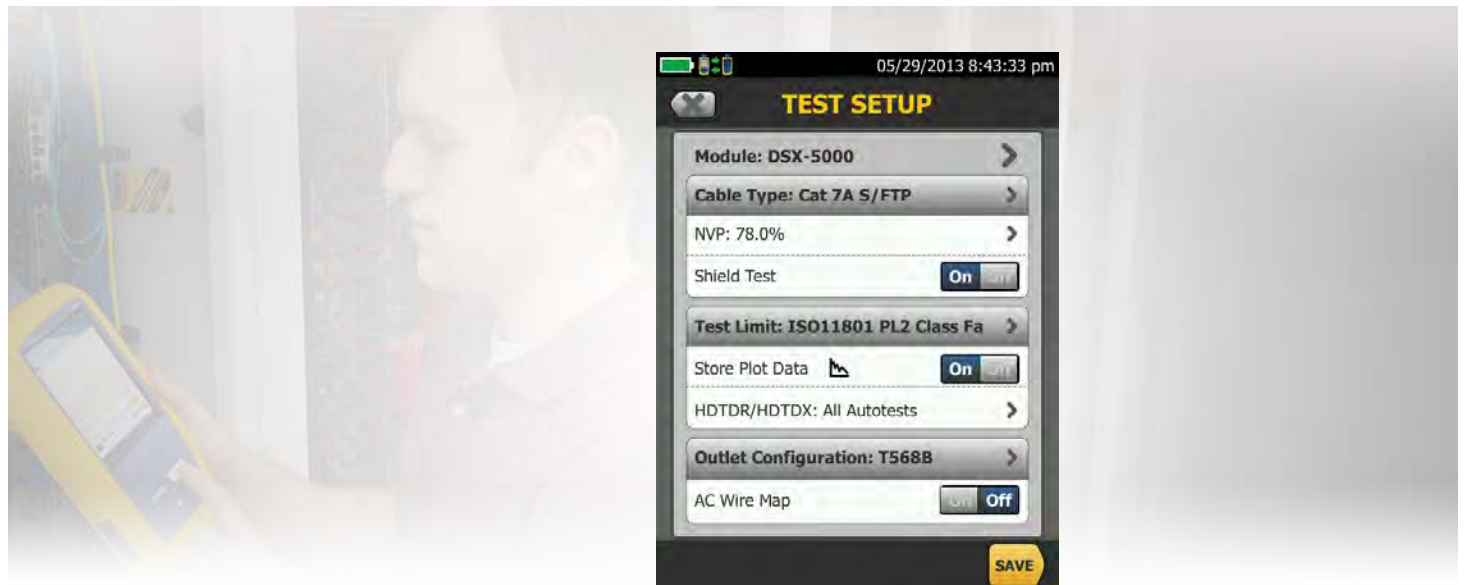 05/29/2013 8:43:33 pm
TEST SETUP
Module: DSX-5000
Cable Type: Cat 7A S/FTP
NVP: 78.0%
Shield Test On
Test Limit: ISO11801 PL2 Class Fa
Store Plot Data On
HDTDR/HDTDX: All Autotests
Outlet Configuration: T568B
AC Wire Map Off
SAVE